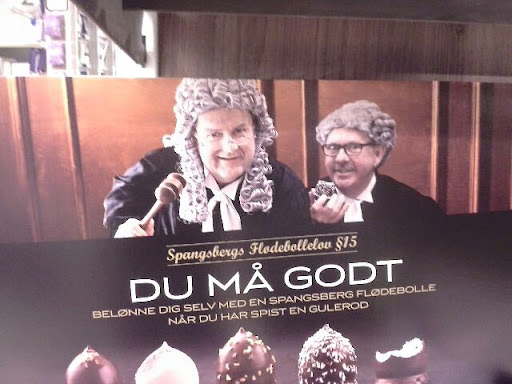 Spangsbergs Flødebollelov §15
DU MÅ GODT
BELØNNE DIG SELV MED EN SPANGSBERG FLØDEBOLLE
NÅR DU HAR SPIST EN GULEROD